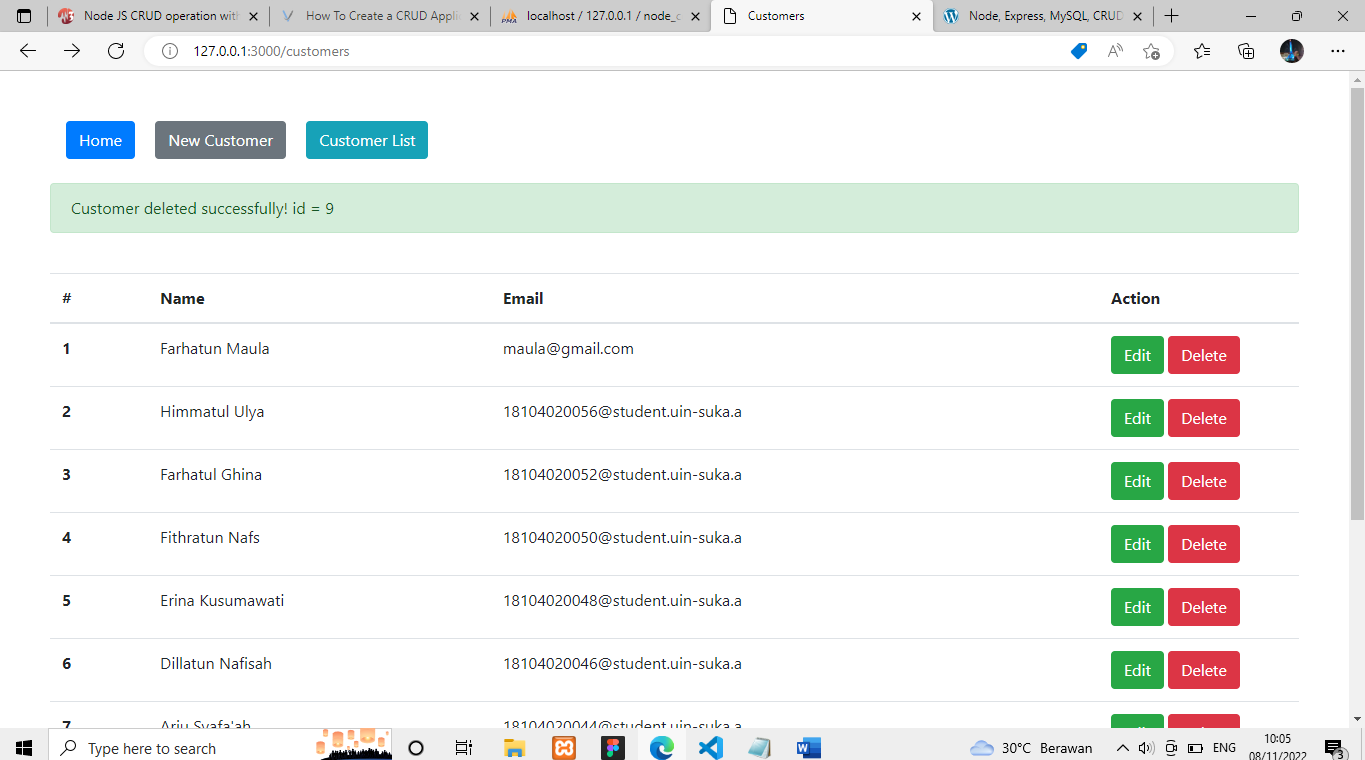 Node JS CRUD operation with
How To Create a CRUD Appli
localhost / 127.0.0.1 / node_c
Customers
Node, Express, MySQL, CRUD
127.0.0.1:3000/customers
Home New Customer Customer List
Customer deleted successfully! id = 9
# Name Email Action
1 Farhatun Maula maula@gmail.com Edit Delete
2 Himmatul Ulya 18104020056@student.uin-suka.a Edit Delete
3 Farhatul Ghina 18104020052@student.uin-suka.a Edit Delete
4 Fithratun Nafs 18104020050@student.uin-suka.a Edit Delete
5 Erina Kusumawati 18104020048@student.uin-suka.a Edit Delete
6 Dillatun Nafisah 18104020046@student.uin-suka.a Edit Delete
7 18104020044@student.uin-suka.a
Type here to search
30°C Berawan
ENG
10:05
08/11/2022
3